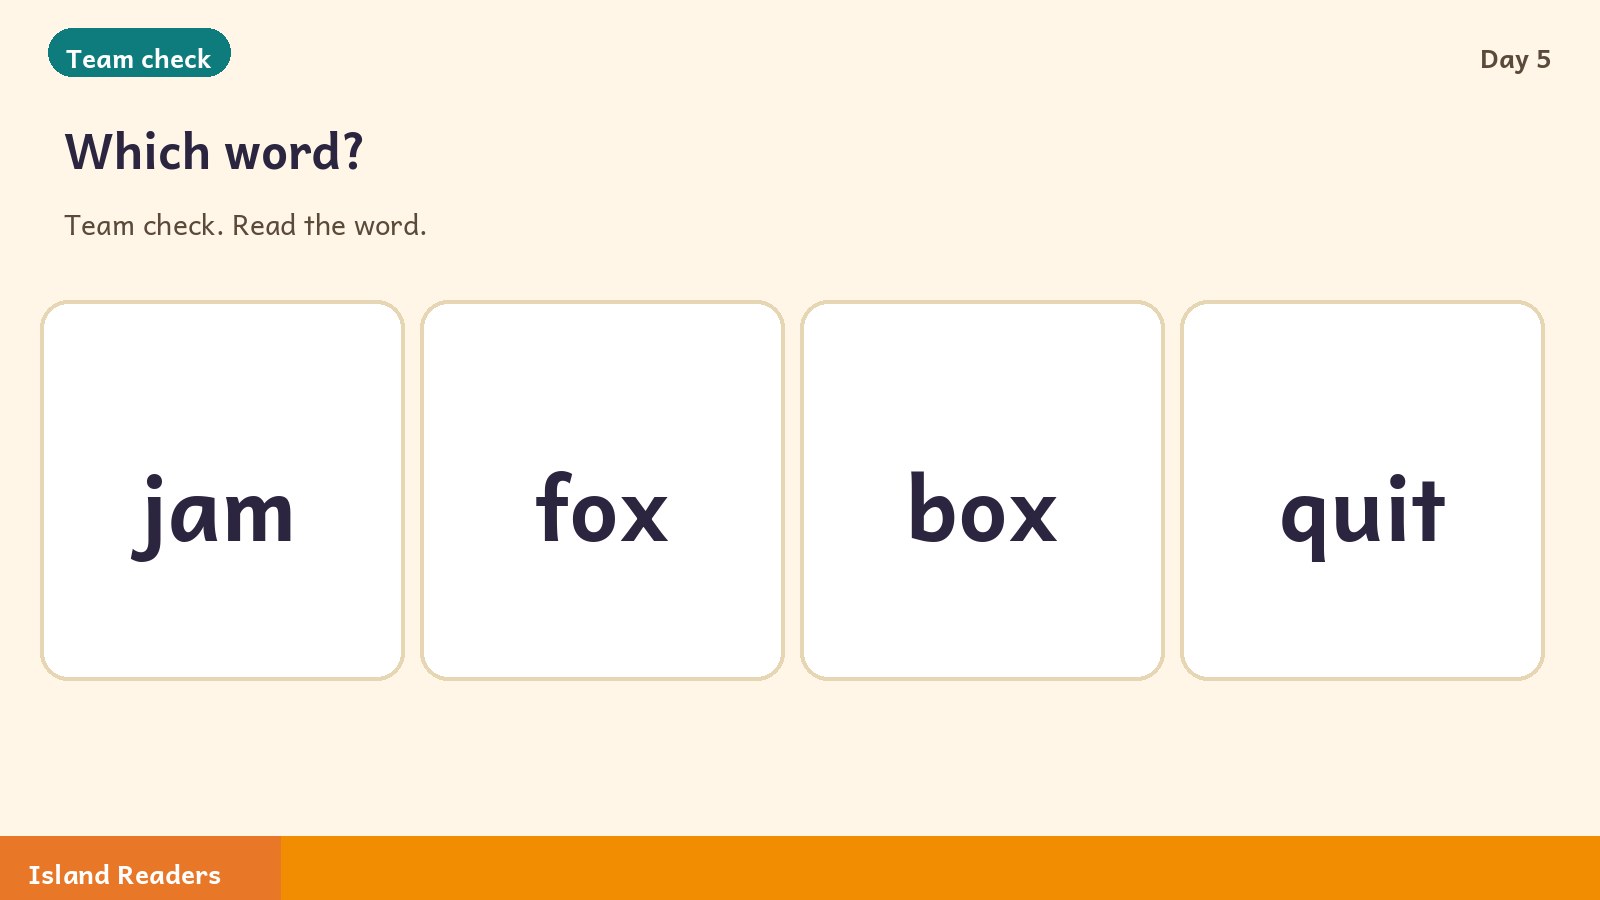 Team check
Day 5
Which word?
Team check. Read the word.
jam
fox
box
quit
Island Readers